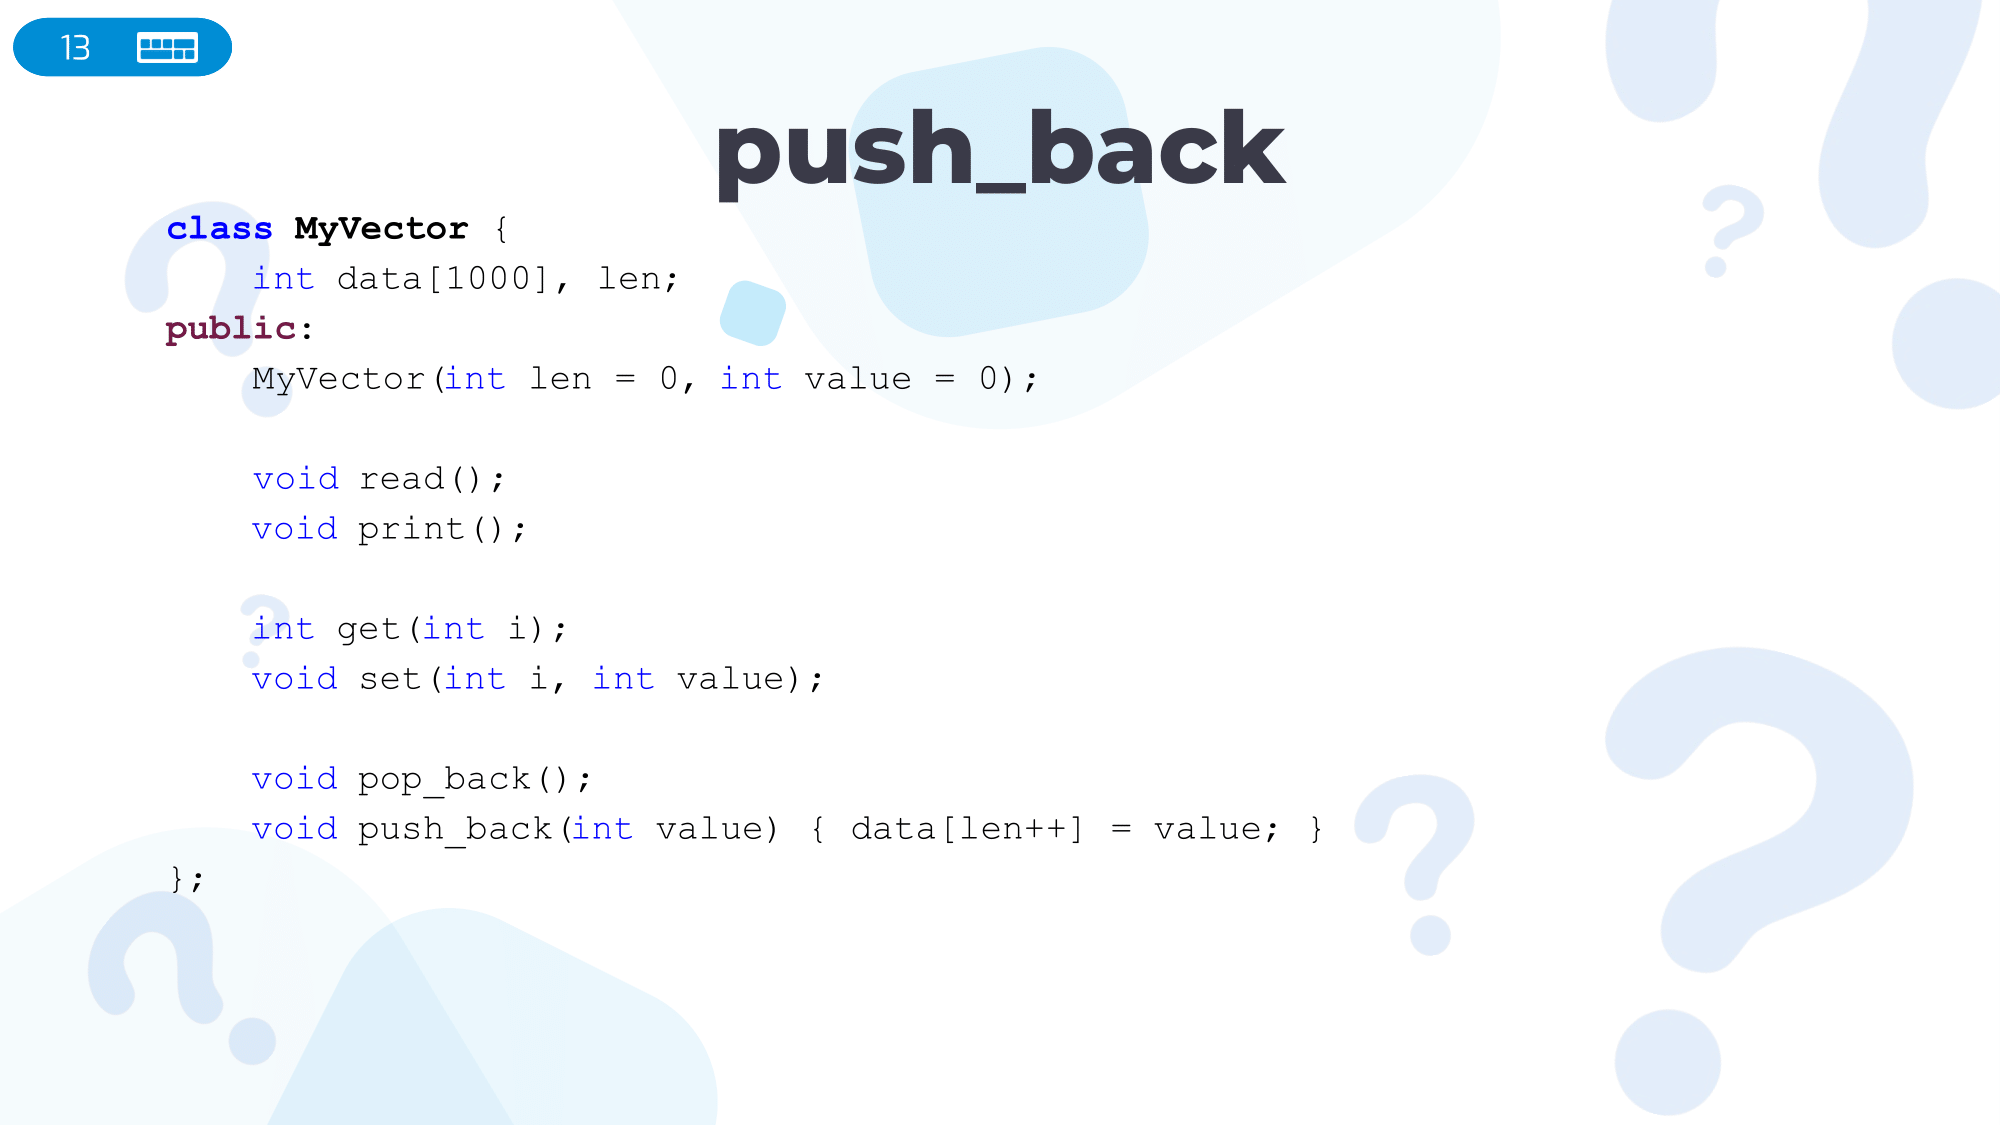 13
push_back
class MyVector {
    int data[1000], len;
public:
    MyVector(int len = 0, int value = 0);
    void read();
    void print();
    int get(int i);
    void set(int i, int value);
    void pop_back();
    void push_back(int value) { data[len++] = value; }
};